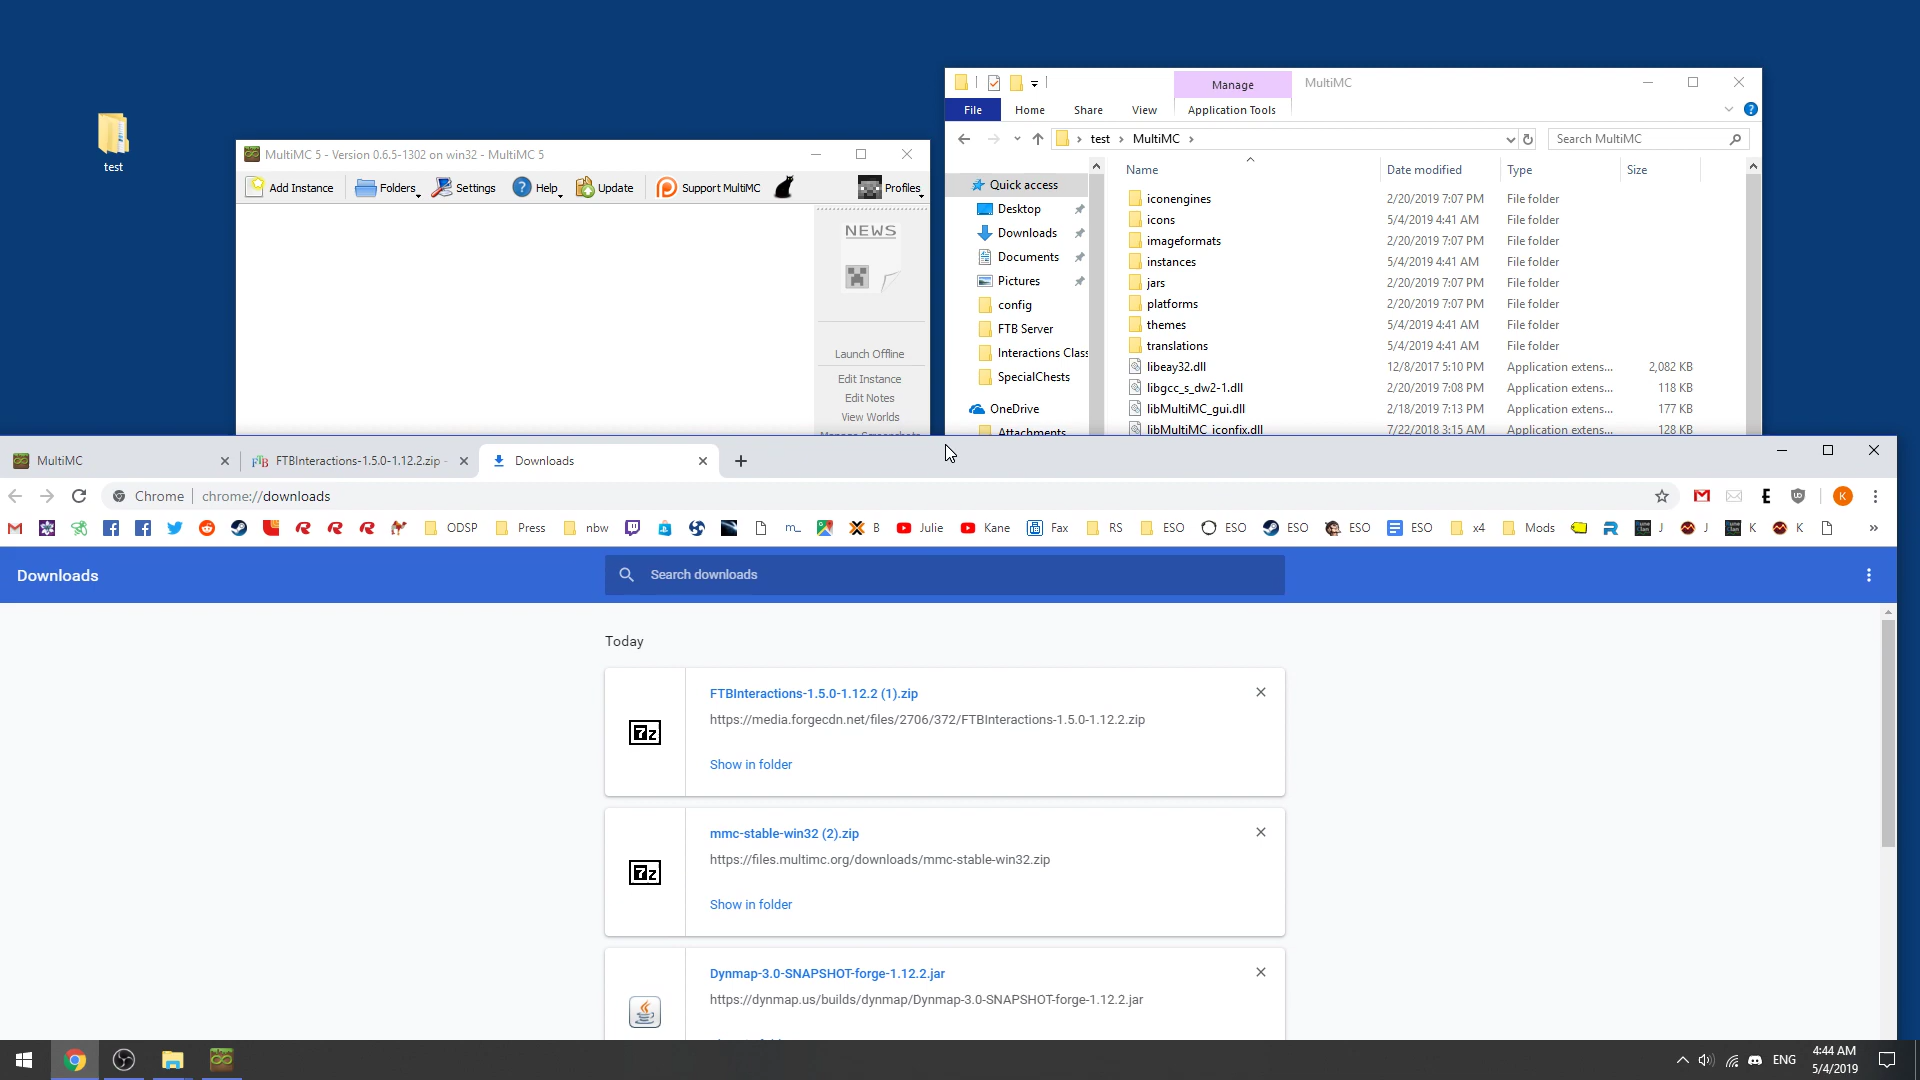 test
MultiMC 5 - Version 0.6.5-1302 on win32 - MultiMC 5
Add Instance
Folders
Settings
Help
Update
Support MultiMC
Profiles
NEWS
Launch Offline
Edit Instance
Edit Notes
View Worlds
Manage
MultiMC
File
Home
Share
View
Application Tools
test
MultiMC
Search MultiMC
Quick access
Desktop
Downloads
Documents
Pictures
config
FTB Server
Interactions Class
SpecialChests
OneDrive
Attachments
Name Date modified Type Size
iconengines 2/20/2019 7:07 PM File folder
icons 5/4/2019 4:41 AM File folder
imageformats 2/20/2019 7:07 PM File folder
instances 5/4/2019 4:41 AM File folder
jars 2/20/2019 7:07 PM File folder
platforms 2/20/2019 7:07 PM File folder
themes 5/4/2019 4:41 AM File folder
translations 5/4/2019 4:41 AM File folder
libeay32.dll 12/8/2017 5:10 PM Application extens... 2,082 KB
libgcc_s_dw2-1.dll 2/20/2019 7:08 PM Application extens... 118 KB
libMultiMC_gui.dll 2/18/2019 7:13 PM Application extens... 177 KB
libMultiMC_iconfix.dll 7/22/2018 3:15 AM Application extens... 128 KB
MultiMC
FTBInteractions-1.5.0-1.12.2.zip -
Downloads
Chrome
chrome://downloads
K
ODSP
Press
nbw
m_
B
Julie
Kane
Fax
RS
ESO
ESO
ESO
ESO
ESO
x4
Mods
J
J
K
K
»
Downloads
Search downloads
Today
FTBInteractions-1.5.0-1.12.2 (1).zip
https://media.forgecdn.net/files/2706/372/FTBInteractions-1.5.0-1.12.2.zip
Show in folder
7z
mmc-stable-win32 (2).zip
https://files.multimc.org/downloads/mmc-stable-win32.zip
Show in folder
7z
Dynmap-3.0-SNAPSHOT-forge-1.12.2.jar
https://dynmap.us/builds/dynmap/Dynmap-3.0-SNAPSHOT-forge-1.12.2.jar
ENG
4:44 AM
5/4/2019